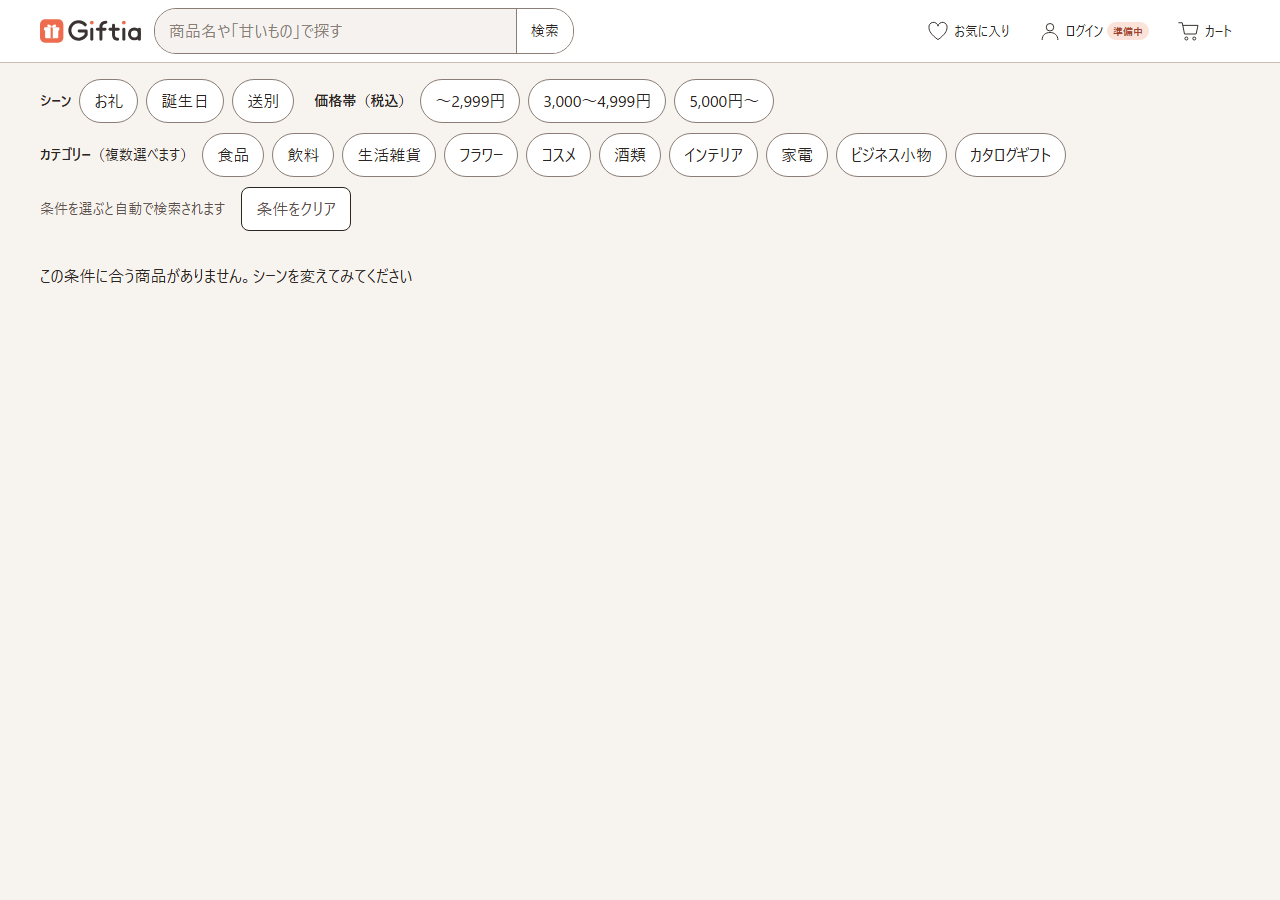 Giftia 商品名や「甘いもの」で探す 検索 お気に入り ログイン 準備中 カート
シーン お礼 誕生日 送別 価格帯（税込） ～2,999円 3,000～4,999円 5,000円～
カテゴリー（複数選べます） 食品 飲料 生活雑貨 フラワー コスメ 酒類 インテリア 家電 ビジネス小物 カタログギフト
条件を選ぶと自動で検索されます 条件をクリア
この条件に合う商品がありません。シーンを変えてみてください